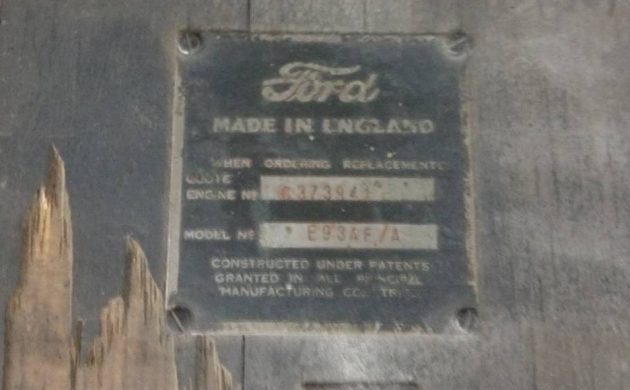 Ford
MADE IN ENGLAND
WHEN ORDERING REPLACEMENTS
QUOTE
ENGINE Nº
MODEL Nº E93AF/A
CONSTRUCTED UNDER PATENTS
GRANTED IN ALL PRINCIPAL
MANUFACTURING